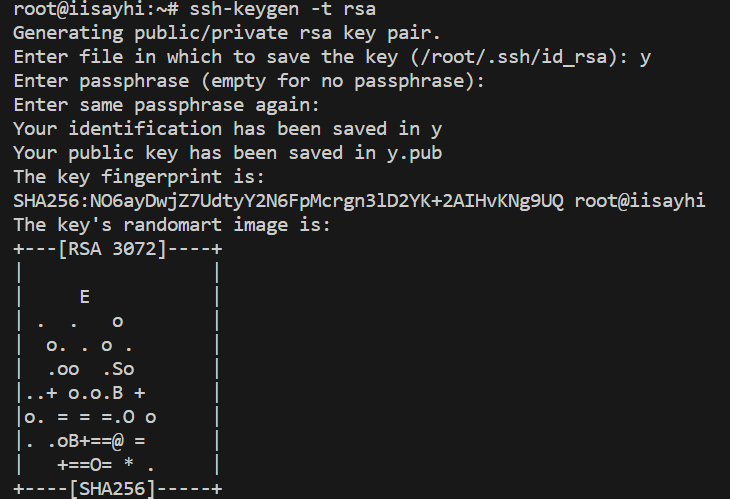 root@iisayhi:~# ssh-keygen -t rsa
Generating public/private rsa key pair.
Enter file in which to save the key (/root/.ssh/id_rsa): y
Enter passphrase (empty for no passphrase):
Enter same passphrase again:
Your identification has been saved in y
Your public key has been saved in y.pub
The key fingerprint is:
SHA256:NO6ayDwjZ7UdtyY2N6FpMcrgn3lD2YK+2AIHvKNg9UQ root@iisayhi
The key's randomart image is:
+---[RSA 3072]----+
|                 |
|     E           |
| .  .   o        |
|  o. . o .       |
|  .oo  .So       |
|..+ o.o.B +      |
|o. = = =.O o     |
|. .oB+==@ =      |
|   +==O= * .     |
+----[SHA256]-----+